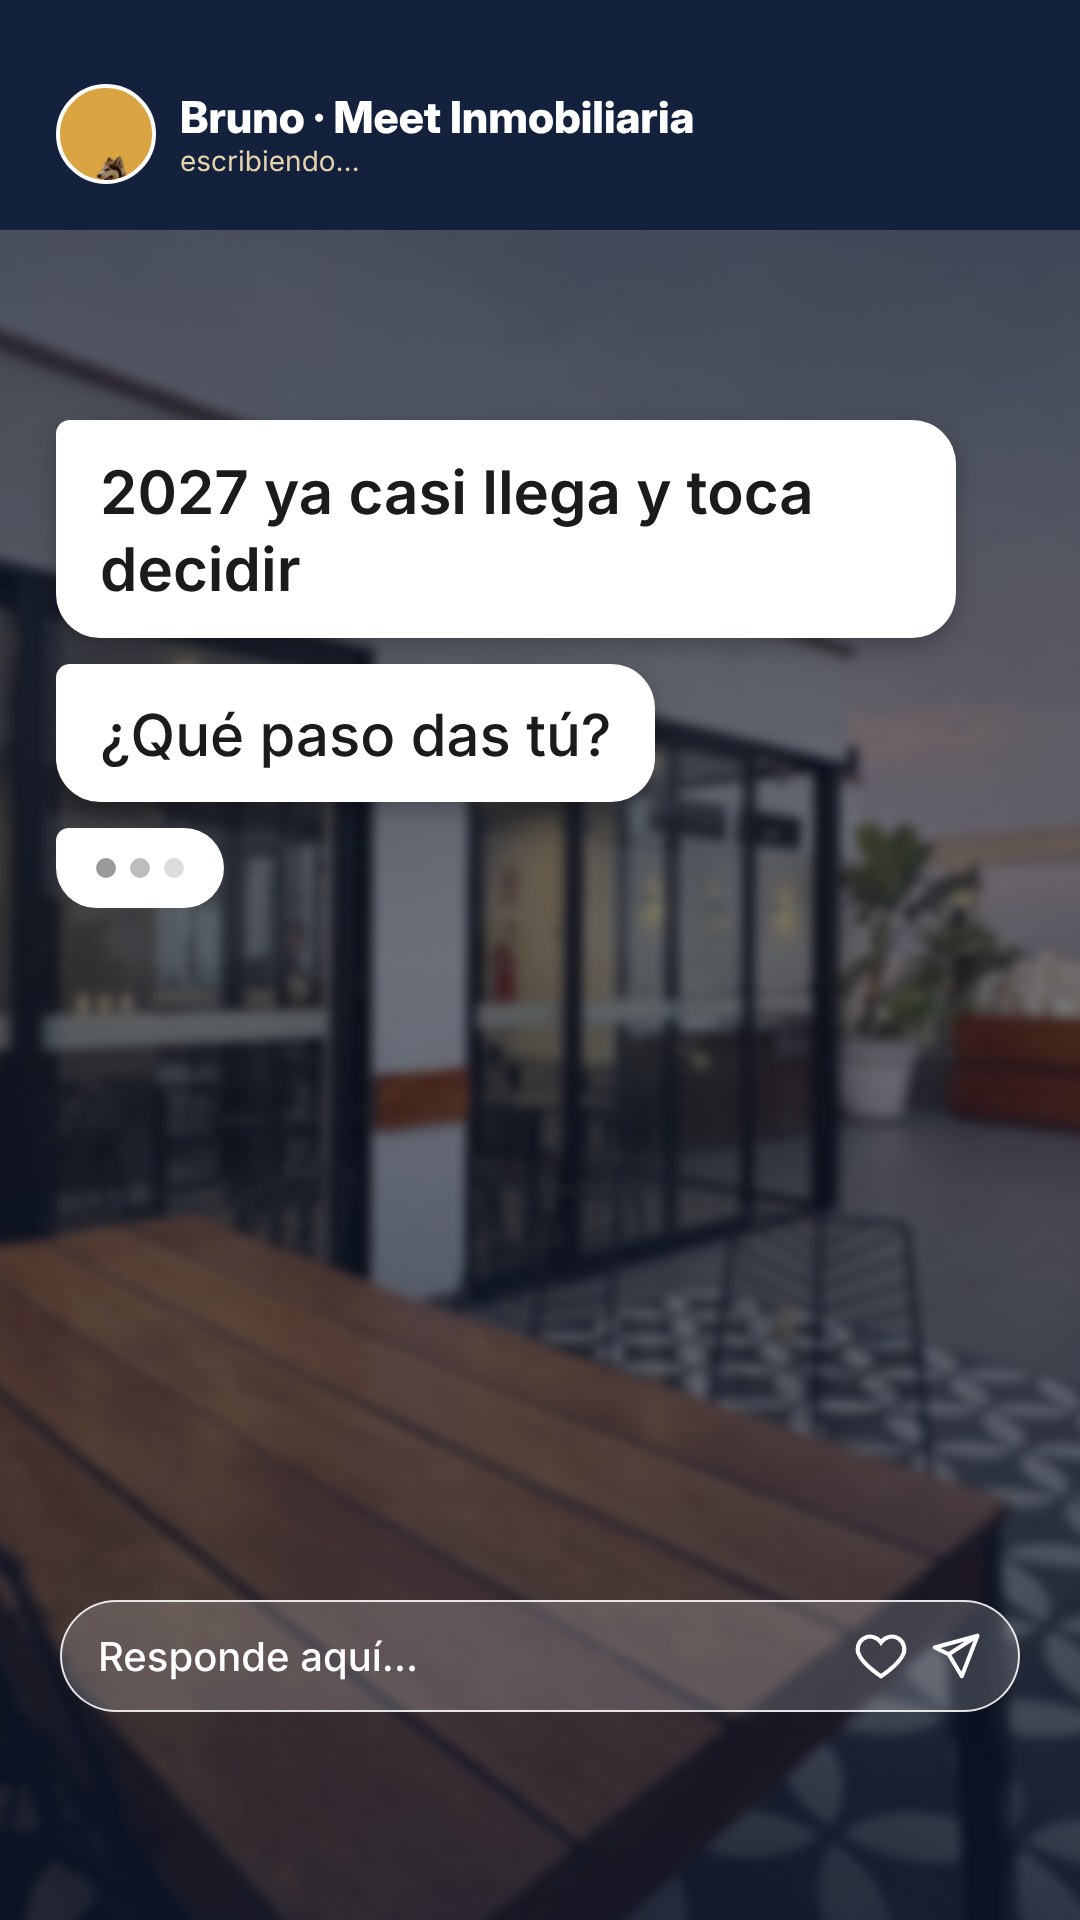 Bruno · Meet Inmobiliaria
escribiendo...
2027 ya casi llega y toca
decidir
¿Qué paso das tú?
Responde aquí...